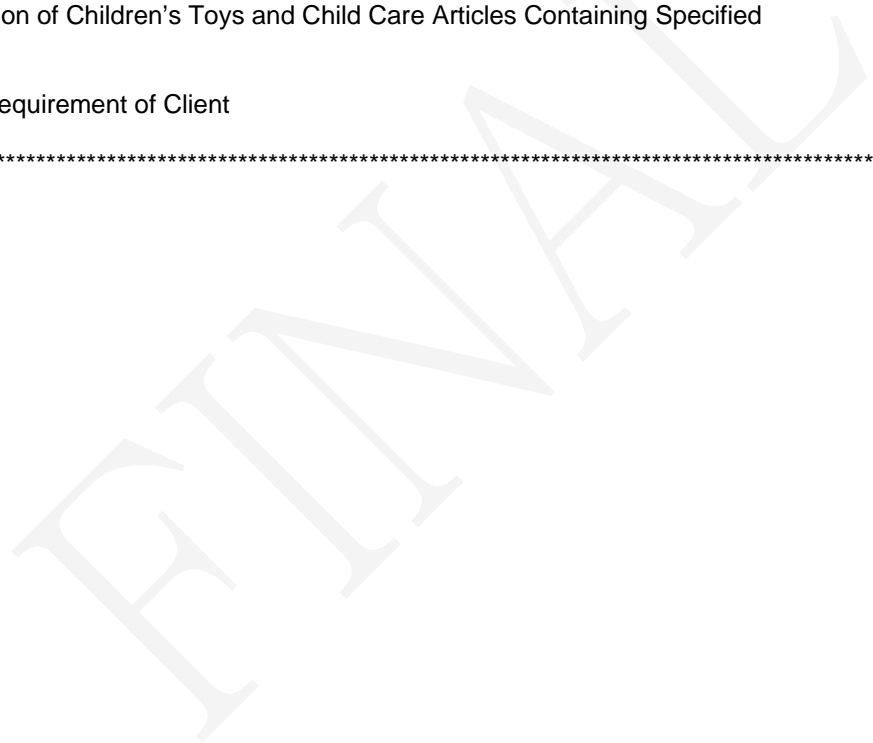 on of Children’s Toys and Child Care Articles Containing Specified
equirement of Client
****************************************************************************************
FINAL